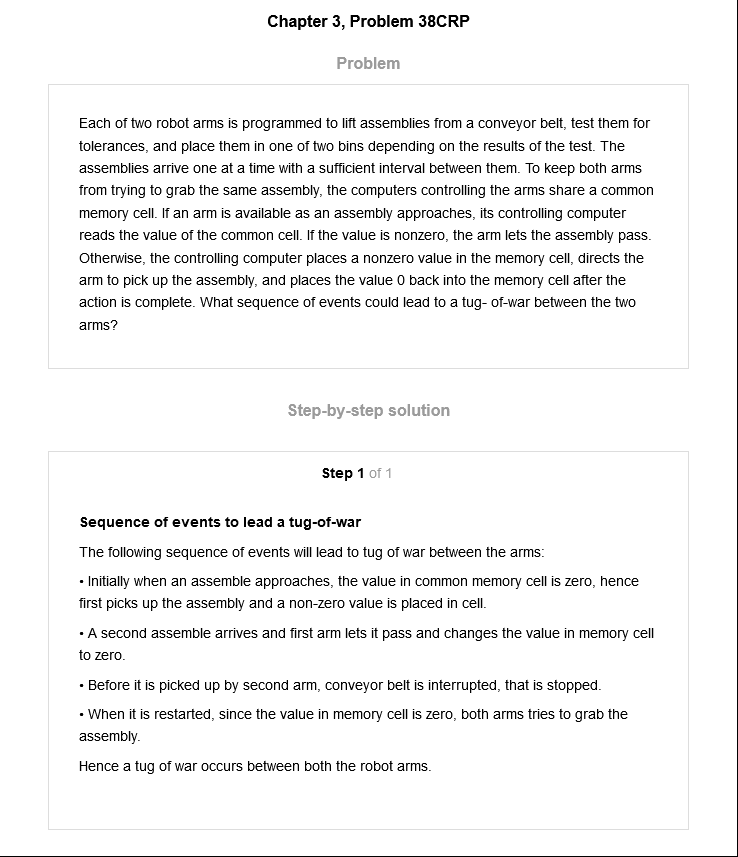 Chapter 3, Problem 38CRP
Problem
Each of two robot arms is programmed to lift assemblies from a conveyor belt, test them for
tolerances, and place them in one of two bins depending on the results of the test. The
assemblies arrive one at a time with a sufficient interval between them. To keep both arms
from trying to grab the same assembly, the computers controlling the arms share a common
memory cell. If an arm is available as an assembly approaches, its controlling computer
reads the value of the common cell. If the value is nonzero, the arm lets the assembly pass.
Otherwise, the controlling computer places a nonzero value in the memory cell, directs the
arm to pick up the assembly, and places the value 0 back into the memory cell after the
action is complete. What sequence of events could lead to a tug- of-war between the two
arms?
Step-by-step solution
Step 1 of 1
Sequence of events to lead a tug-of-war
The following sequence of events will lead to tug of war between the arms:
• Initially when an assemble approaches, the value in common memory cell is zero, hence
first picks up the assembly and a non-zero value is placed in cell.
• A second assemble arrives and first arm lets it pass and changes the value in memory cell
to zero.
• Before it is picked up by second arm, conveyor belt is interrupted, that is stopped.
• When it is restarted, since the value in memory cell is zero, both arms tries to grab the
assembly.
Hence a tug of war occurs between both the robot arms.